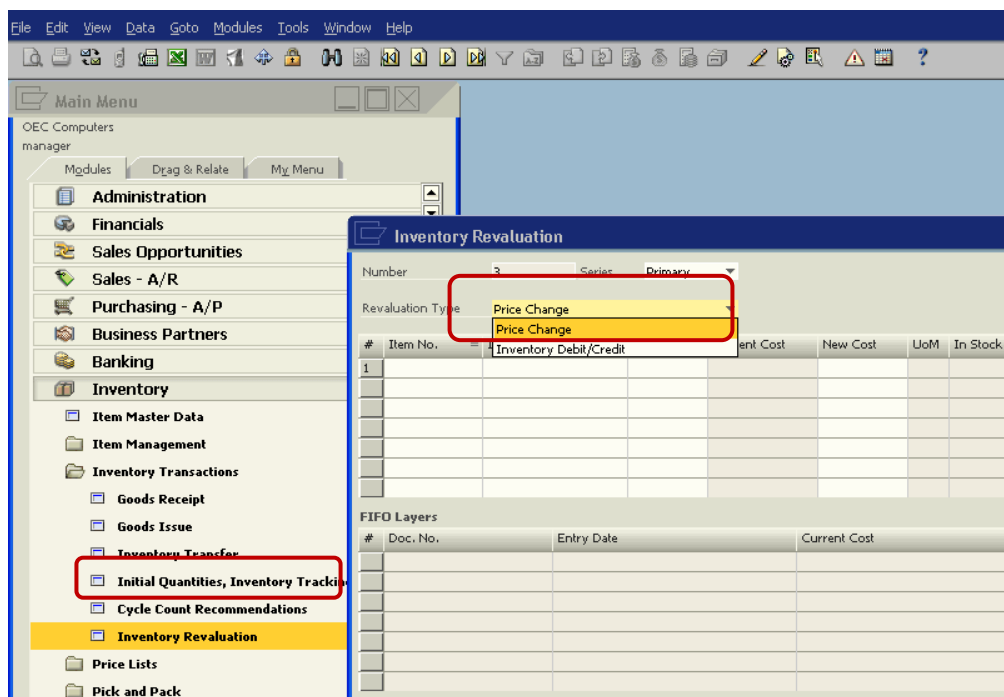 File Edit View Data Goto Modules Tools Window Help
Main Menu
OEC Computers
manager
Modules Drag & Relate My Menu
Administration
Financials
Sales Opportunities
Sales - A/R
Purchasing - A/P
Business Partners
Banking
Inventory
Item Master Data
Item Management
Inventory Transactions
Goods Receipt
Goods Issue
Inventory Transfer
Initial Quantities, Inventory Trackin
Cycle Count Recommendations
Inventory Revaluation
Price Lists
Pick and Pack
Inventory Revaluation
Number 3 Series Primary
Revaluation Type Price Change
Price Change
Inventory Debit/Credit
# Item No. ent Cost New Cost UoM In Stock
1
FIFO Layers
# Doc. No. Entry Date Current Cost